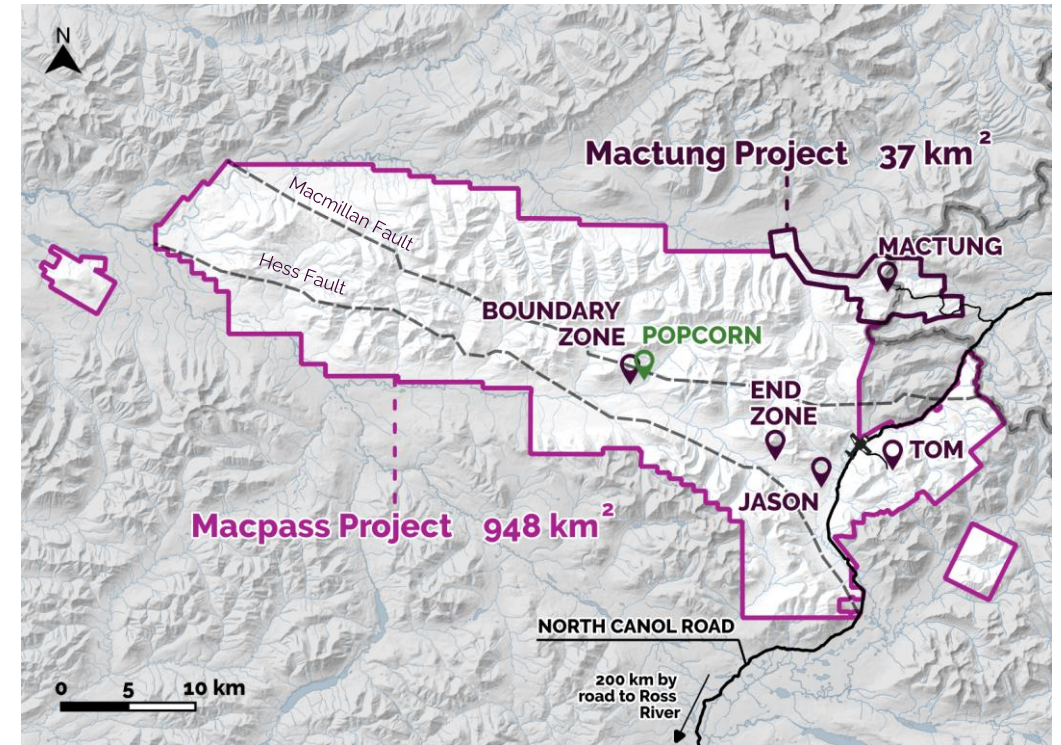 N
Mactung Project 37 km²
Macmillan Fault
MACTUNG
Hess Fault
BOUNDARY
ZONE
POPCORN
END
ZONE
TOM
JASON
Macpass Project 948 km²
NORTH CANOL ROAD
200 km by
road to Ross
River
0 5 10 km